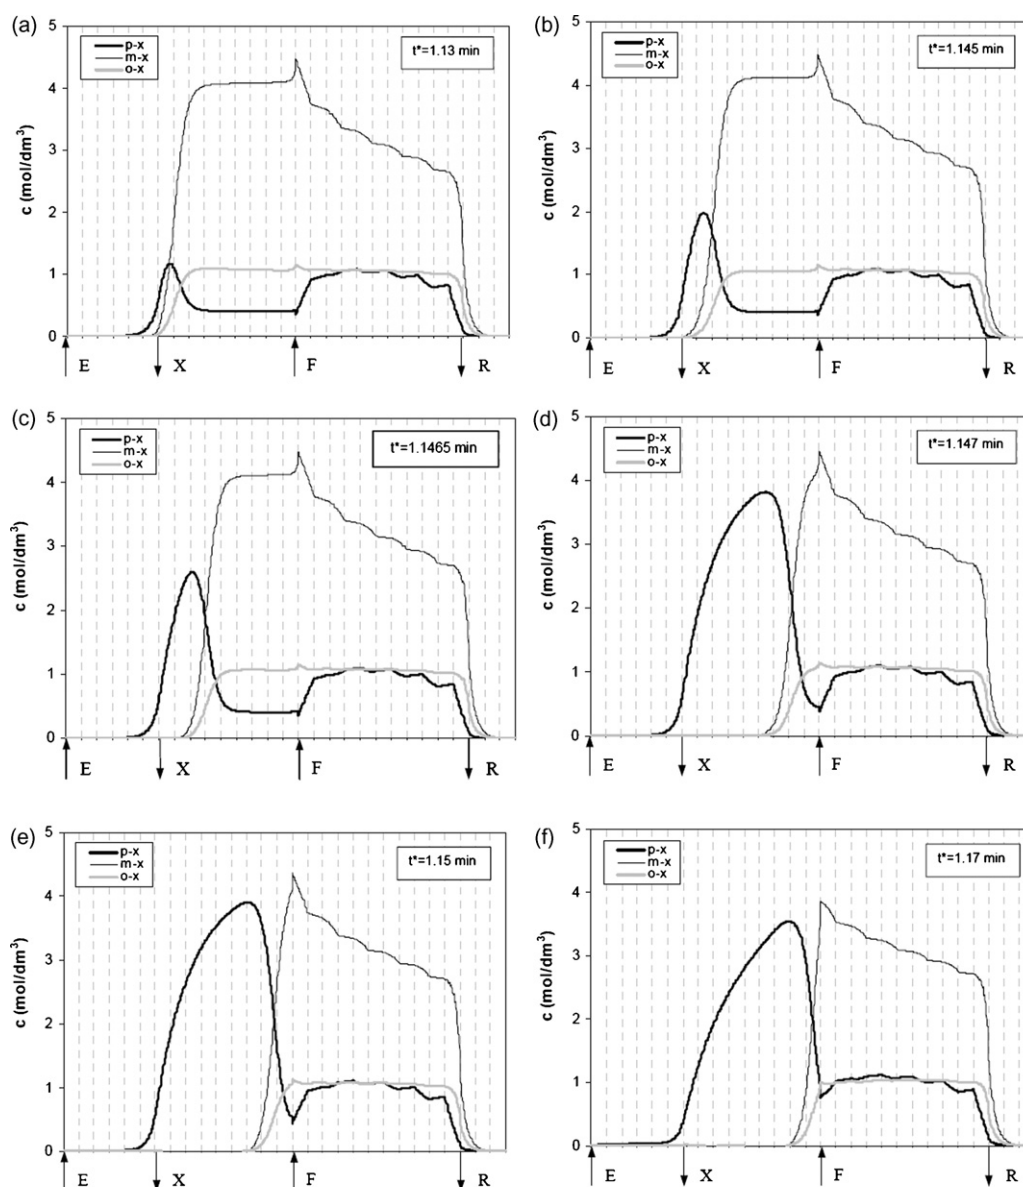 (a)
c (mol/dm³)
5
4
3
2
1
0
p-x
m-x
o-x
t*=1.13 min
E X F R
(b)
5
4
3
2
1
0
p-x
m-x
o-x
t*=1.145 min
E X F R
(c)
c (mol/dm³)
5
4
3
2
1
0
p-x
m-x
o-x
t*=1.1465 min
E X F R
(d)
c (mol/dm³)
5
4
3
2
1
0
p-x
m-x
o-x
t*=1.147 min
E X F R
(e)
c (mol/dm³)
5
4
3
2
1
0
p-x
m-x
o-x
t*=1.15 min
E X F R
(f)
c (mol/dm³)
5
4
3
2
1
0
p-x
m-x
o-x
t*=1.17 min
E X F R